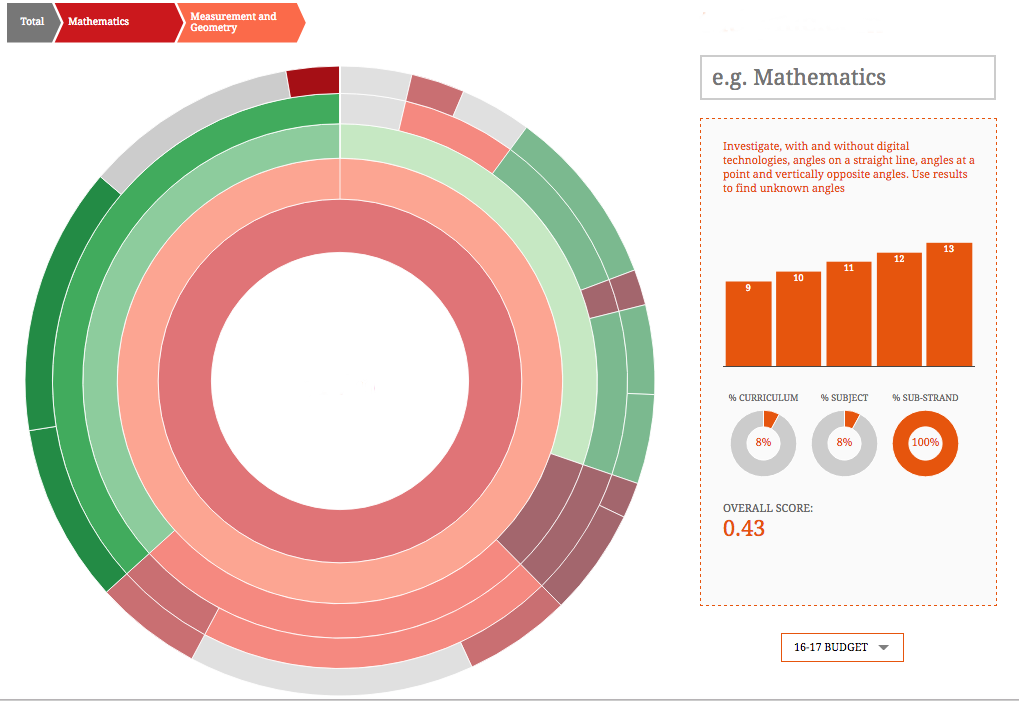 Total
Mathematics
Measurement and
Geometry
e.g. Mathematics
Investigate, with and without digital
technologies, angles on a straight line, angles at a
point and vertically opposite angles. Use results
to find unknown angles
9
10
11
12
13
% CURRICULUM
% SUBJECT
% SUB-STRAND
8%
8%
100%
OVERALL SCORE:
0.43
16-17 BUDGET